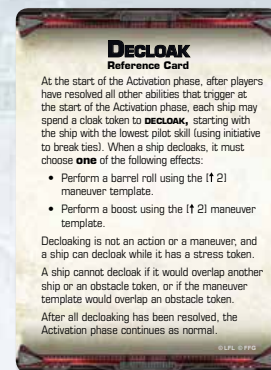 DECLOAK
Reference Card
At the start of the Activation phase, after players
have resolved all other abilities that trigger at
the start of the Activation phase, each ship may
spend a cloak token to DECLOAK, starting with
the ship with the lowest pilot skill (using initiative
to break ties). When a ship decloaks, it must
choose one of the following effects:
• Perform a barrel roll using the (⬆ 2)
maneuver template.
• Perform a boost using the (⬆ 2) maneuver
template.
Decloaking is not an action or a maneuver, and
a ship can decloak while it has a stress token.
A ship cannot decloak if it would overlap another
ship or an obstacle token, or if the maneuver
template would overlap an obstacle token.
After all decloaking has been resolved, the
Activation phase continues as normal.
© LFL © FFG